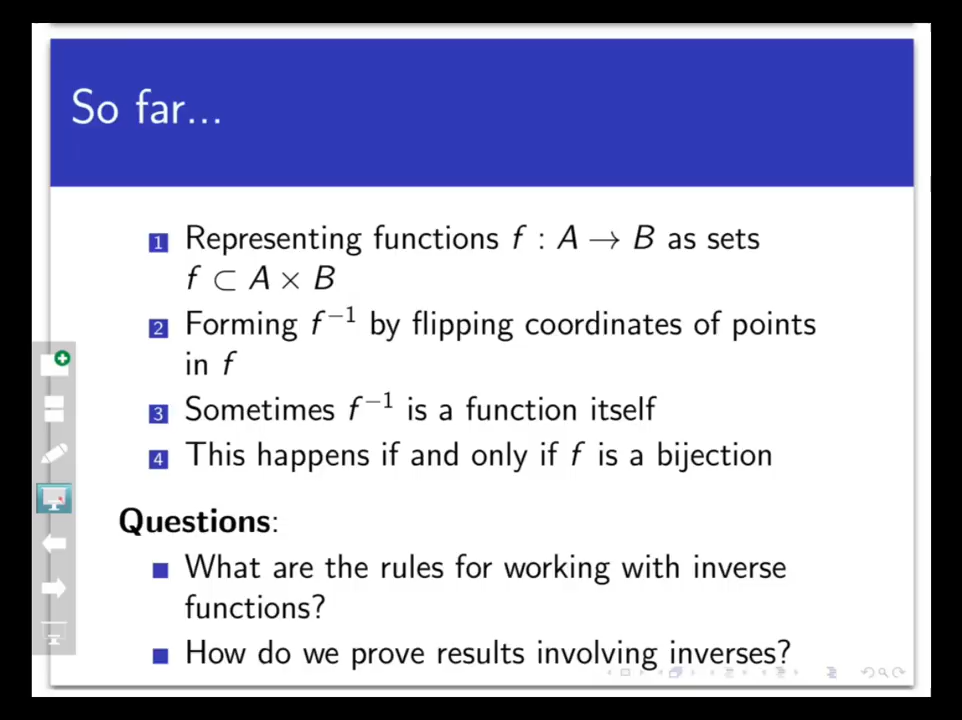 So far...
1 Representing functions f : A → B as sets
f ⊂ A × B
2 Forming f⁻¹ by flipping coordinates of points
in f
3 Sometimes f⁻¹ is a function itself
4 This happens if and only if f is a bijection
Questions:
What are the rules for working with inverse
functions?
How do we prove results involving inverses?